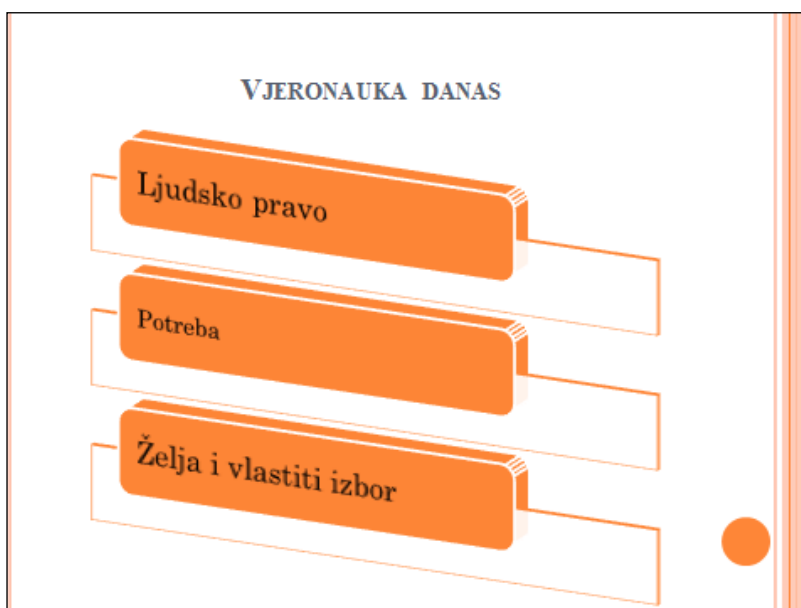 Vjeronauka danas
Ljudsko pravo
Potreba
Želja i vlastiti izbor